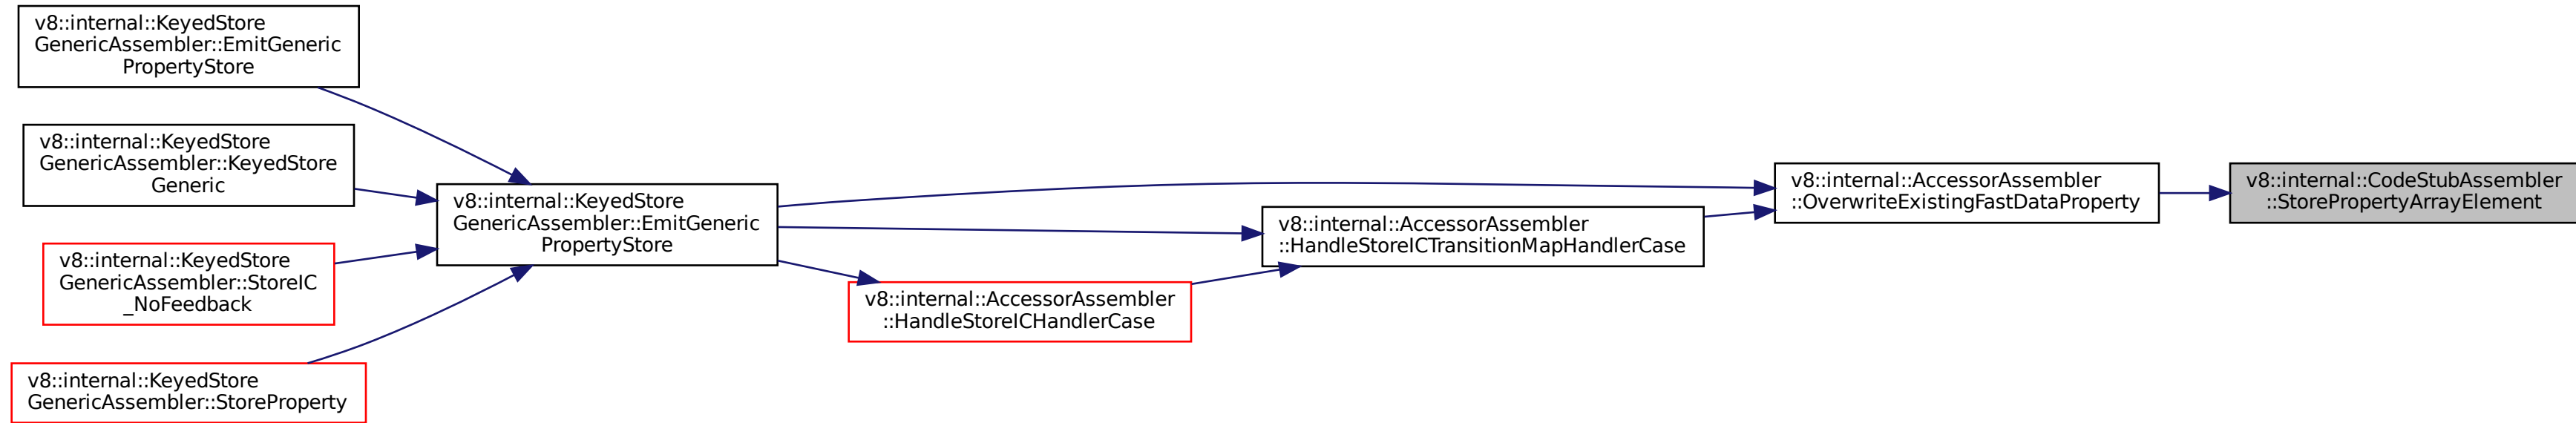 v8::internal::KeyedStore
GenericAssembler::EmitGeneric
PropertyStore
v8::internal::KeyedStore
GenericAssembler::KeyedStore
Generic
v8::internal::KeyedStore
GenericAssembler::StoreIC
_NoFeedback
v8::internal::KeyedStore
GenericAssembler::StoreProperty
v8::internal::KeyedStore
GenericAssembler::EmitGeneric
PropertyStore
v8::internal::AccessorAssembler
::HandleStoreICHandlerCase
v8::internal::AccessorAssembler
::HandleStoreICTransitionMapHandlerCase
v8::internal::AccessorAssembler
::OverwriteExistingFastDataProperty
v8::internal::CodeStubAssembler
::StorePropertyArrayElement